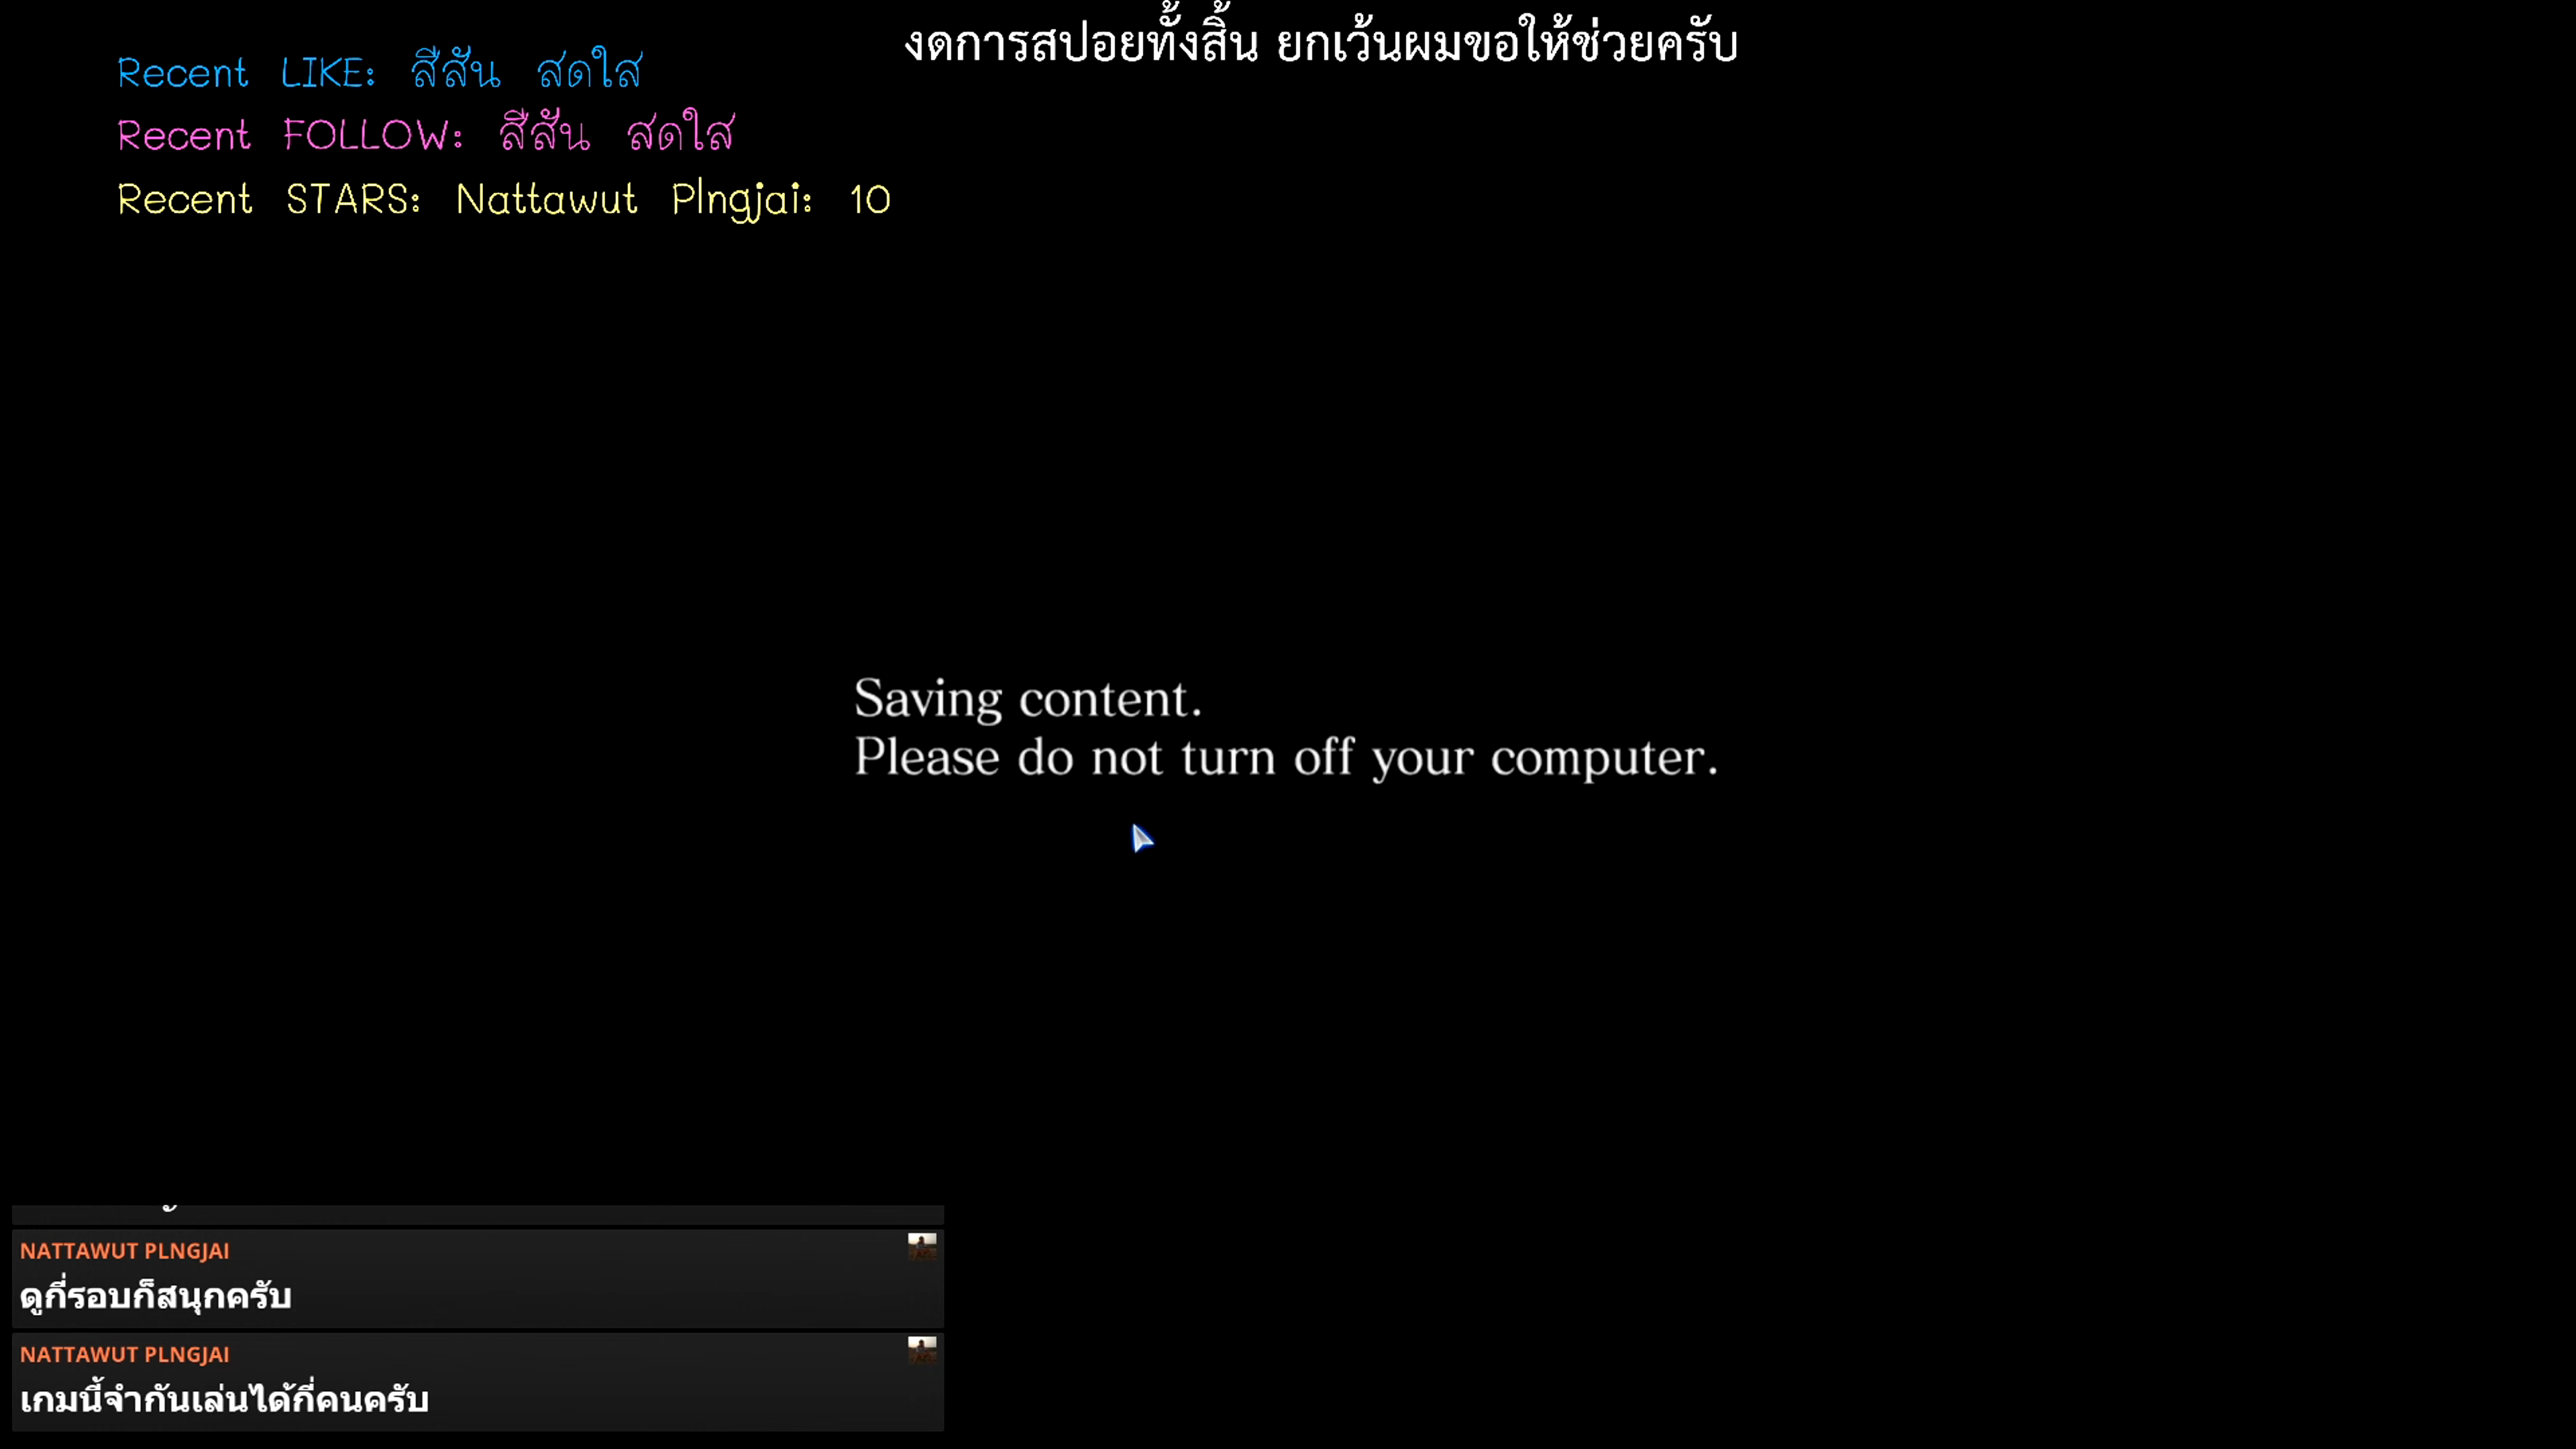 งดการสปอยทั้งสิ้น ยกเว้นผมขอให้ช่วยครับ
Recent LIKE: สีสัน สดใส
Recent FOLLOW: สีสัน สดใส
Recent STARS: Nattawut Plngjai: 10
Saving content.
Please do not turn off your computer.
NATTAWUT PLNGJAI
ดูกี่รอบก็สนุกครับ
NATTAWUT PLNGJAI
เกมนี้จำกันเล่นได้กี่คนครับ